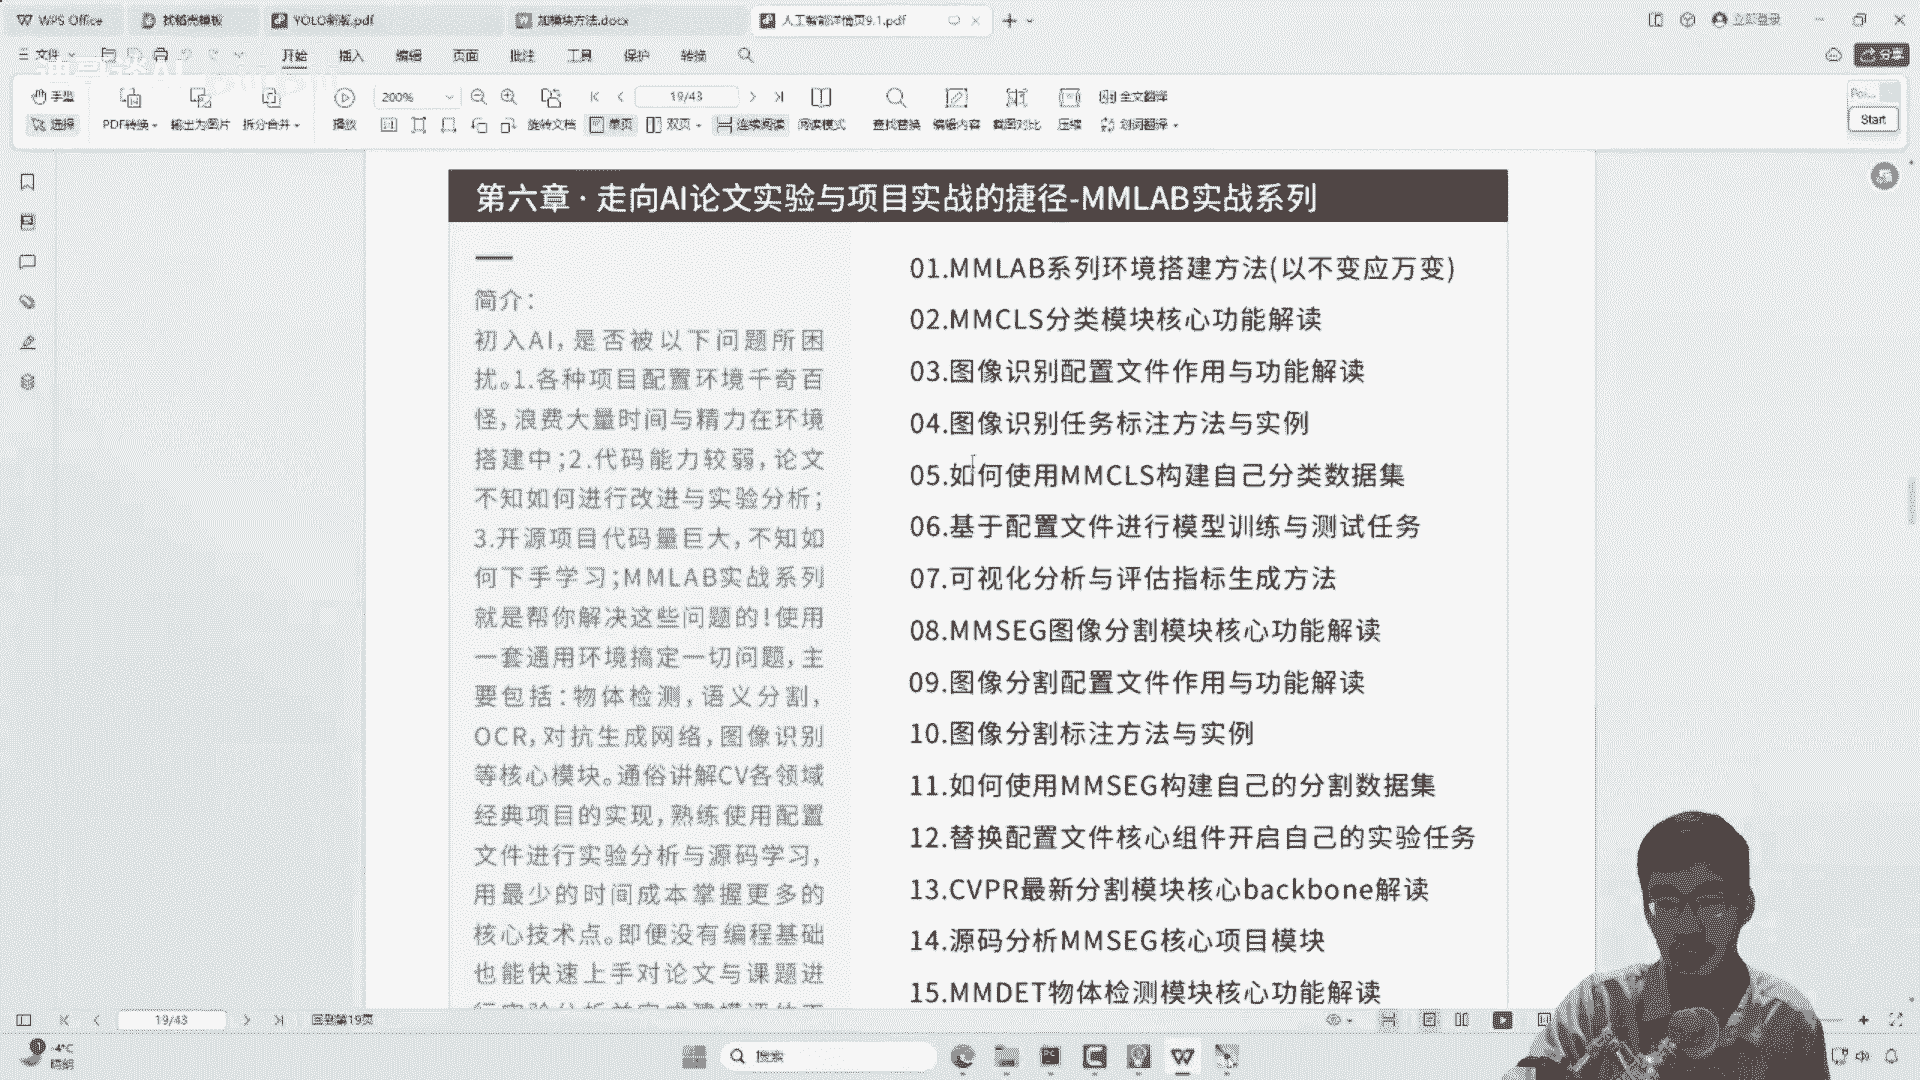 WPS Office
找稻壳模板
YOLO新版.pdf
加模块方法.docx
人工智能详情页9.1.pdf
立即登录
文件
开始
插入
编辑
页面
批注
工具
保护
转换
分享
手型
200%
19/43
全文翻译
选择
PDF转换
输出为图片
拆分合并
播放
旋转文档
单页
双页
连续阅读
阅读模式
查找替换
编辑内容
截图对比
压缩
划词翻译
Start
第六章·走向AI论文实验与项目实战的捷径-MMLAB实战系列
简介:
初入AI,是否被以下问题所困
扰。1.各种项目配置环境千奇百
怪,浪费大量时间与精力在环境
搭建中;2.代码能力较弱,论文
不知如何进行改进与实验分析;
3.开源项目代码量巨大,不知如
何下手学习;MMLAB实战系列
就是帮你解决这些问题的!使用
一套通用环境搞定一切问题,主
要包括:物体检测,语义分割,
OCR,对抗生成网络,图像识别
等核心模块。通俗讲解CV各领域
经典项目的实现,熟练使用配置
文件进行实验分析与源码学习,
用最少的时间成本掌握更多的
核心技术点。即便没有编程基础
也能快速上手对论文与课题进
01.MMLAB系列环境搭建方法(以不变应万变)
02.MMCLS分类模块核心功能解读
03.图像识别配置文件作用与功能解读
04.图像识别任务标注方法与实例
05.如何使用MMCLS构建自己分类数据集
06.基于配置文件进行模型训练与测试任务
07.可视化分析与评估指标生成方法
08.MMSEG图像分割模块核心功能解读
09.图像分割配置文件作用与功能解读
10.图像分割标注方法与实例
11.如何使用MMSEG构建自己的分割数据集
12.替换配置文件核心组件开启自己的实验任务
13.CVPR最新分割模块核心backbone解读
14.源码分析MMSEG核心项目模块
15.MMDET物体检测模块核心功能解读
19/43
回到第19页
-4°C
晴朗
搜索